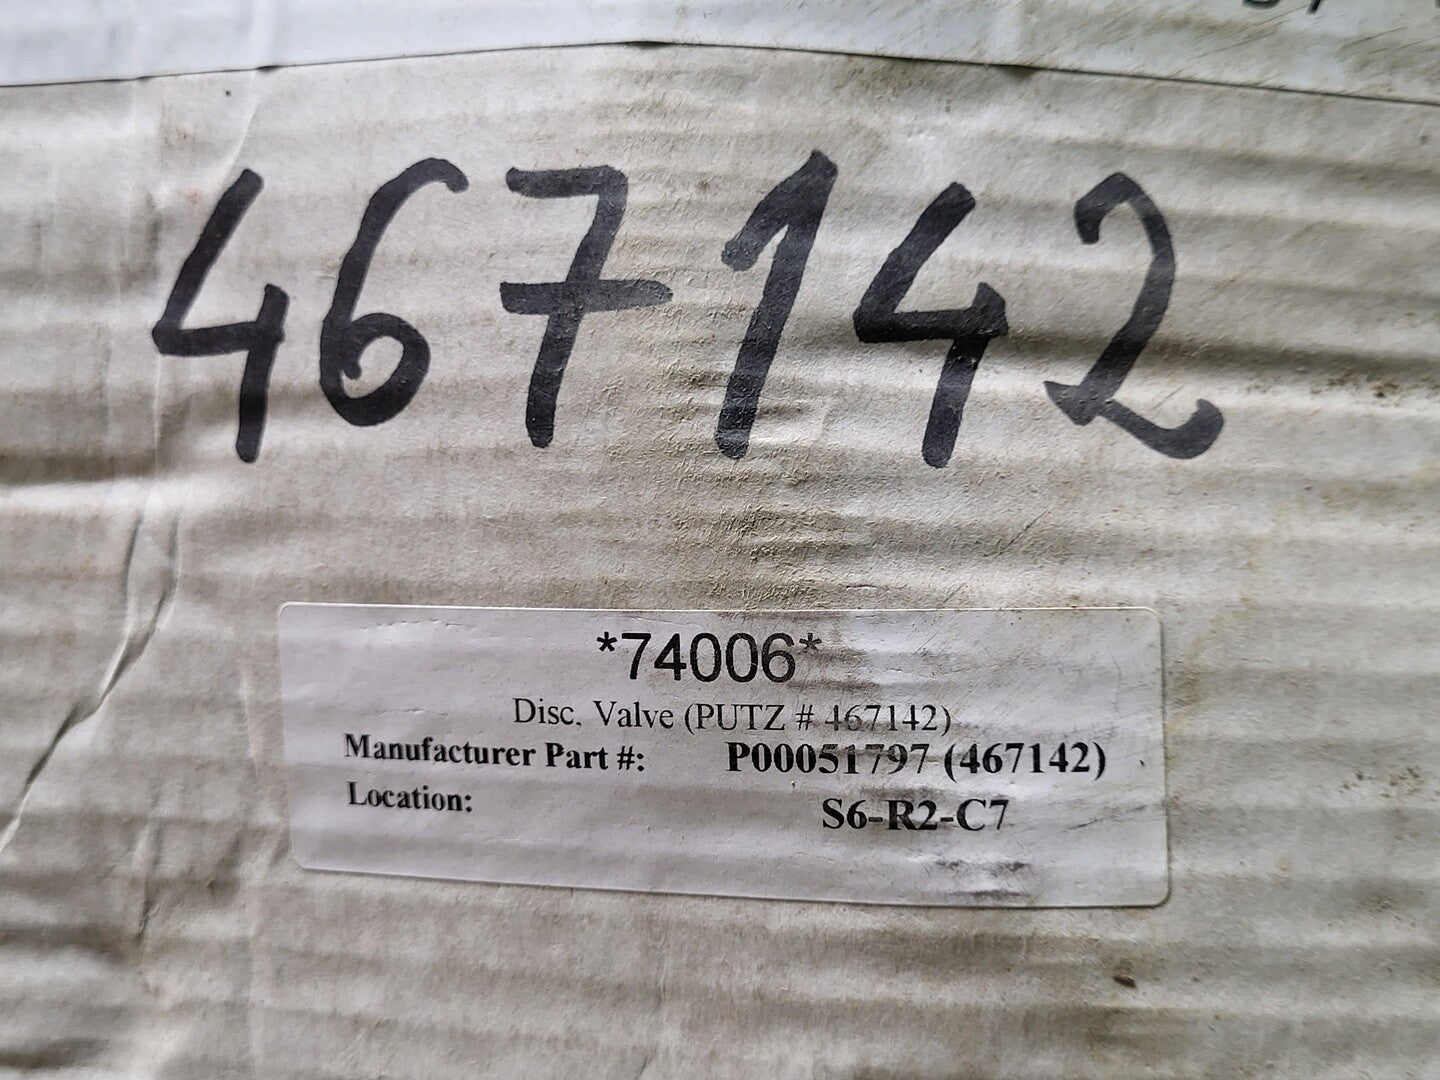 467142
*74006*
Disc. Valve (PUTZ # 467142)
Manufacturer Part #: P00051797 (467142)
Location: S6-R2-C7